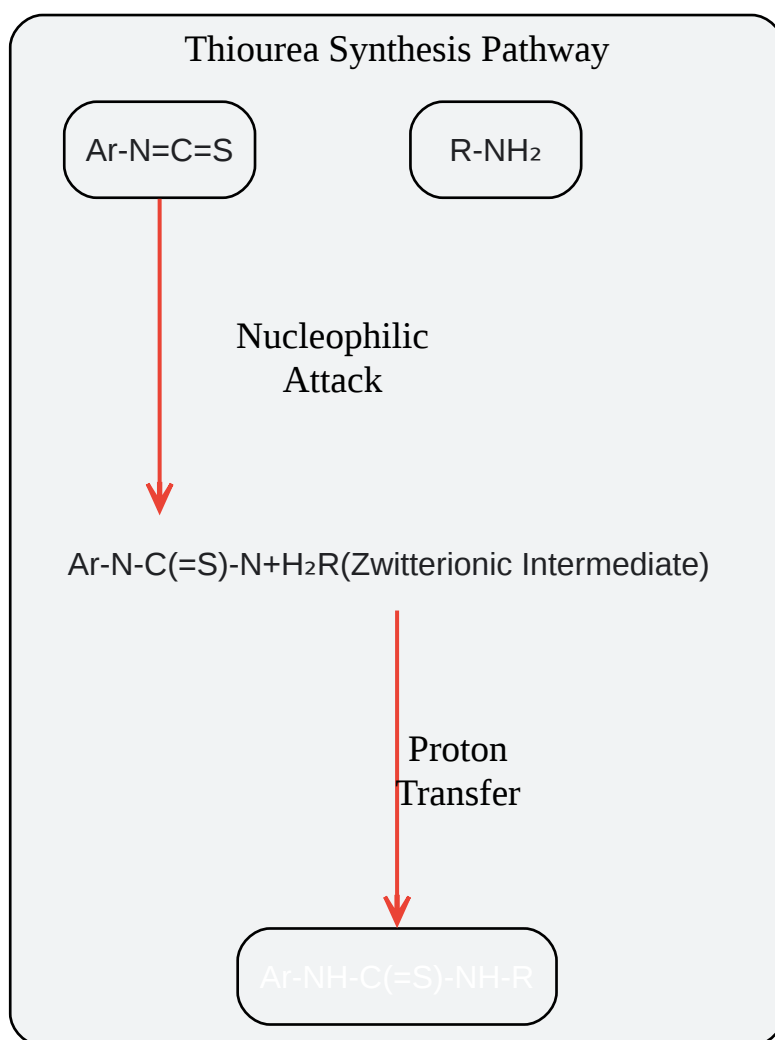 Thiourea Synthesis Pathway
Ar-N=C=S
R-NH₂
Nucleophilic
Attack
Ar-N-C(=S)-N+H₂R(Zwitterionic Intermediate)
Proton
Transfer
Ar-NH-C(=S)-NH-R